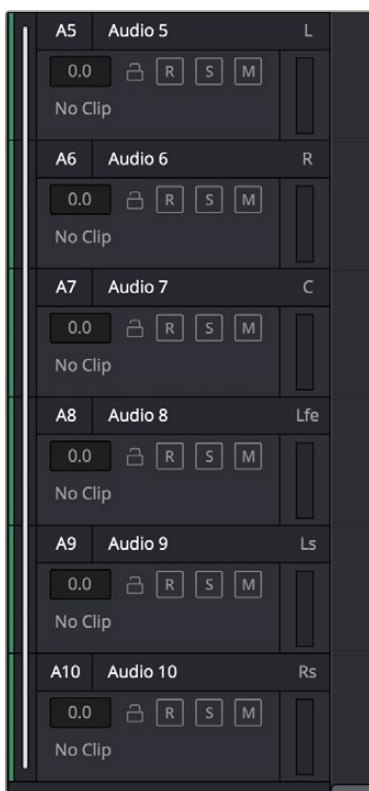 A5 Audio 5 L
0.0 R S M
No Clip
A6 Audio 6 R
0.0 R S M
No Clip
A7 Audio 7 C
0.0 R S M
No Clip
A8 Audio 8 Lfe
0.0 R S M
No Clip
A9 Audio 9 Ls
0.0 R S M
No Clip
A10 Audio 10 Rs
0.0 R S M
No Clip